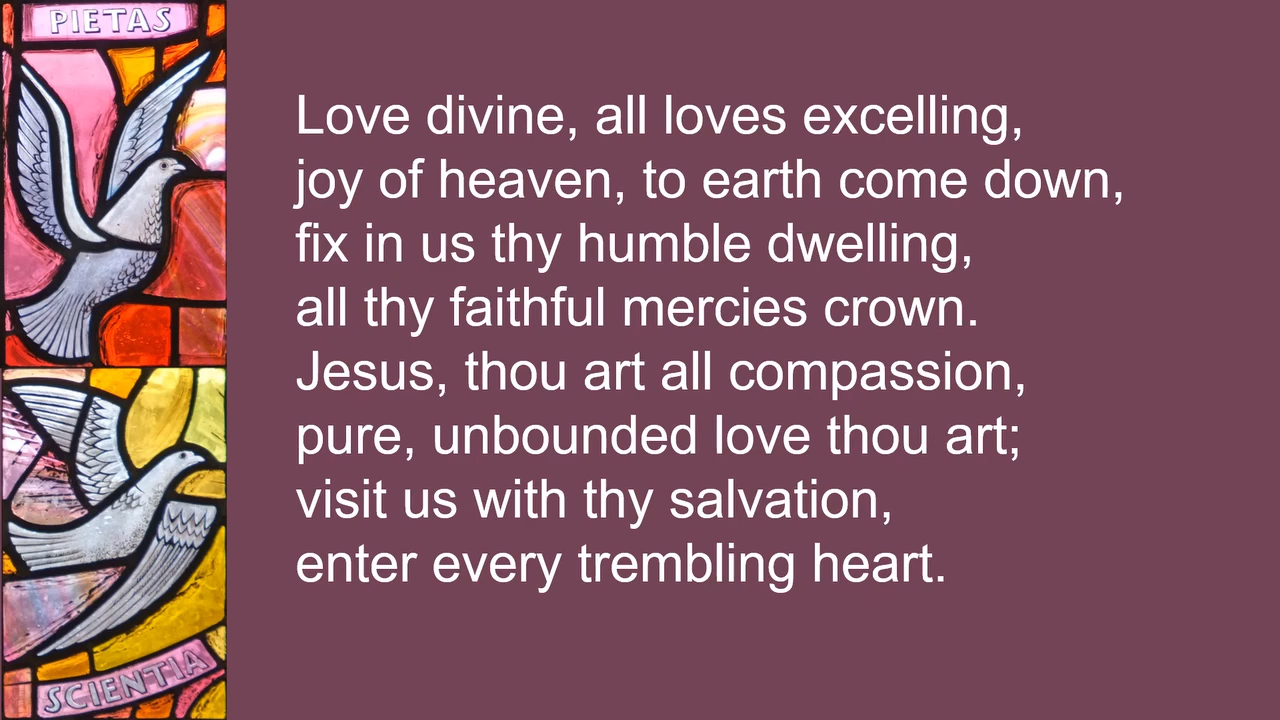 PIETAS
Love divine, all loves excelling,
joy of heaven, to earth come down,
fix in us thy humble dwelling,
all thy faithful mercies crown.
Jesus, thou art all compassion,
pure, unbounded love thou art;
visit us with thy salvation,
enter every trembling heart.
SCIENTIA